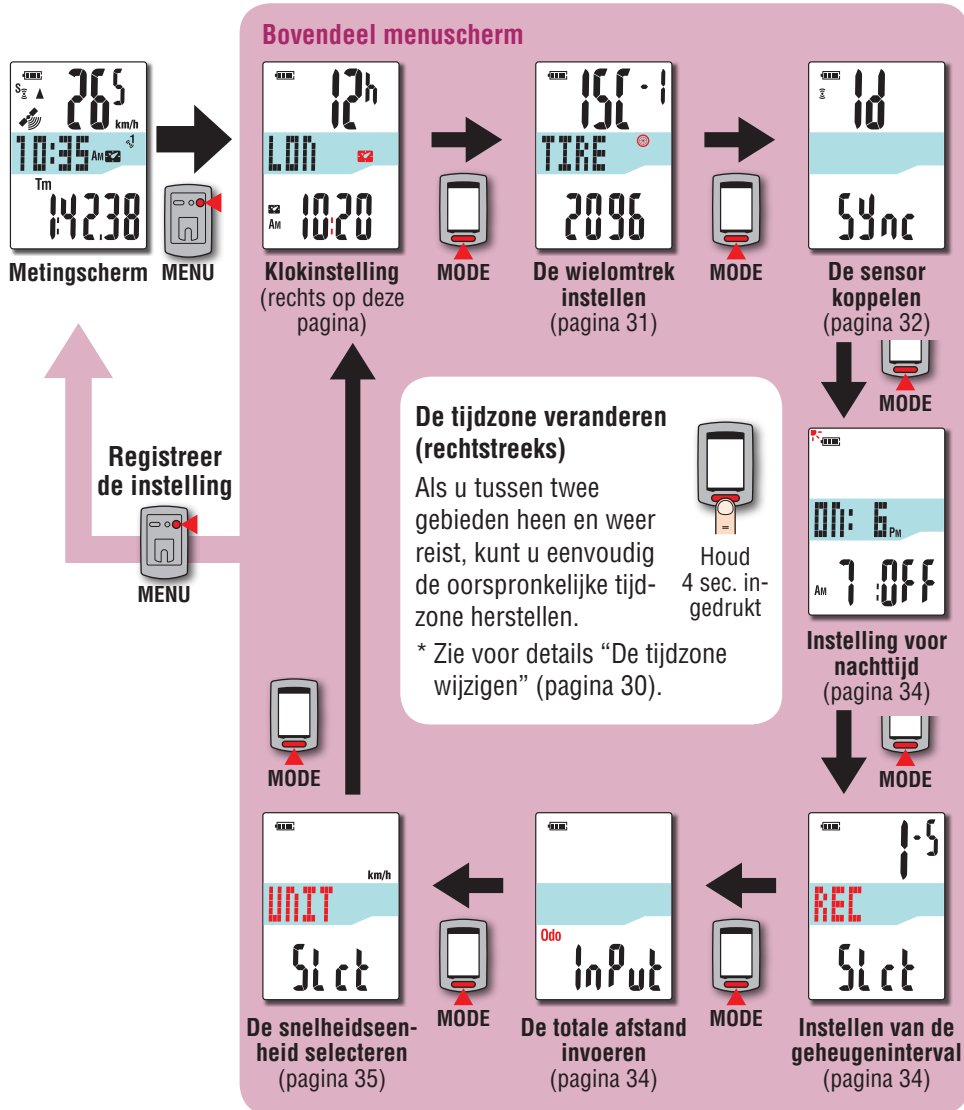 Bovendeel menuscherm
S 26.5 km/h
10:35 AM 1
Tm
1:42.38
Metingscherm
MENU
12h
LON
AM 10:20
Klokinstelling
(rechts op deze
pagina)
MODE
ISC-1
TIRE
2096
De wielomtrek
instellen
(pagina 31)
MODE
Id
SYnc
De sensor
koppelen
(pagina 32)
MODE
On: 6 PM
AM 7 :OFF
Instelling voor
nachttijd
(pagina 34)
MODE
Registreer
de instelling
MENU
De tijdzone veranderen
(rechtstreeks)
Als u tussen twee
gebieden heen en weer
reist, kunt u eenvoudig
de oorspronkelijke tijd-
zone herstellen.
* Zie voor details “De tijdzone
wijzigen” (pagina 30).
Houd
4 sec. in-
gedrukt
MODE
km/h
UNIT
Slct
De snelheidseen-
heid selecteren
(pagina 35)
MODE
Odo
InPut
De totale afstand
invoeren
(pagina 34)
MODE
1-S
REC
Slct
Instellen van de
geheugeninterval
(pagina 34)